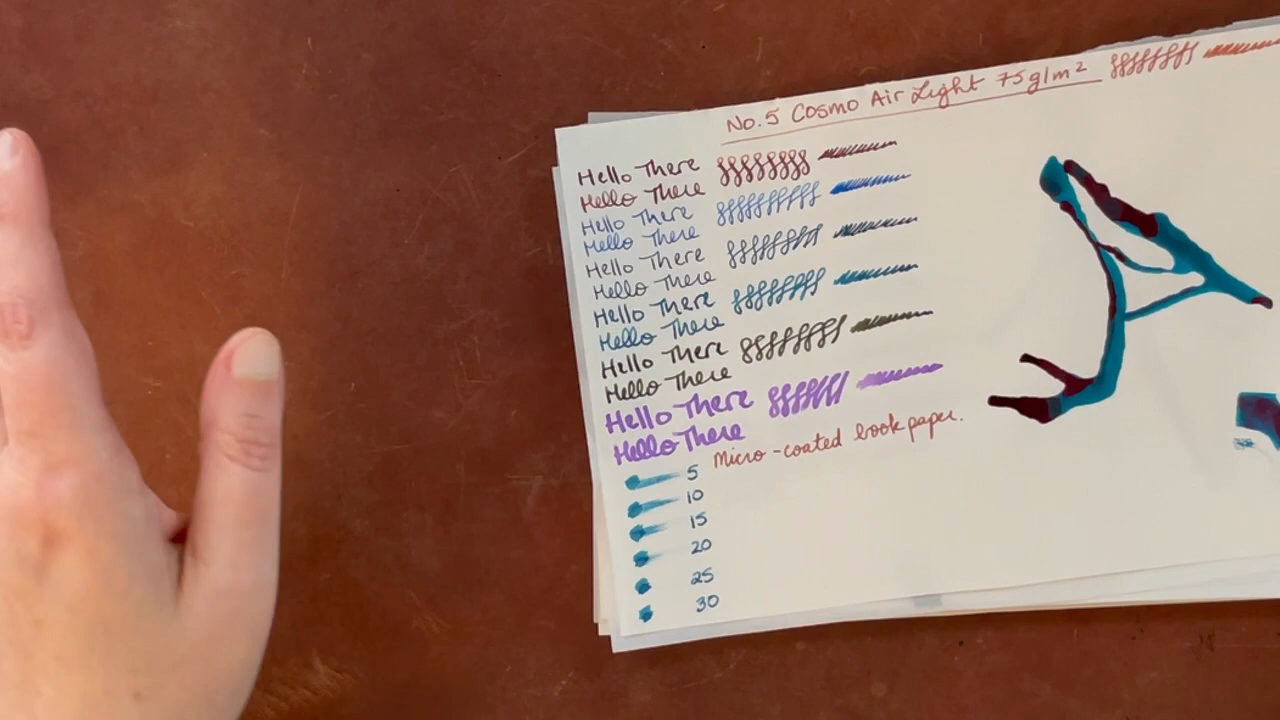 No.5 Cosmo Air Light 75g/m²
Hello There
Hello There
Hello There
Hello There
Hello There
Hello There
Hello There
Hello There
Hello There
Hello There
Hello There
Hello There
Micro-coated book paper.
5
10
15
20
25
30